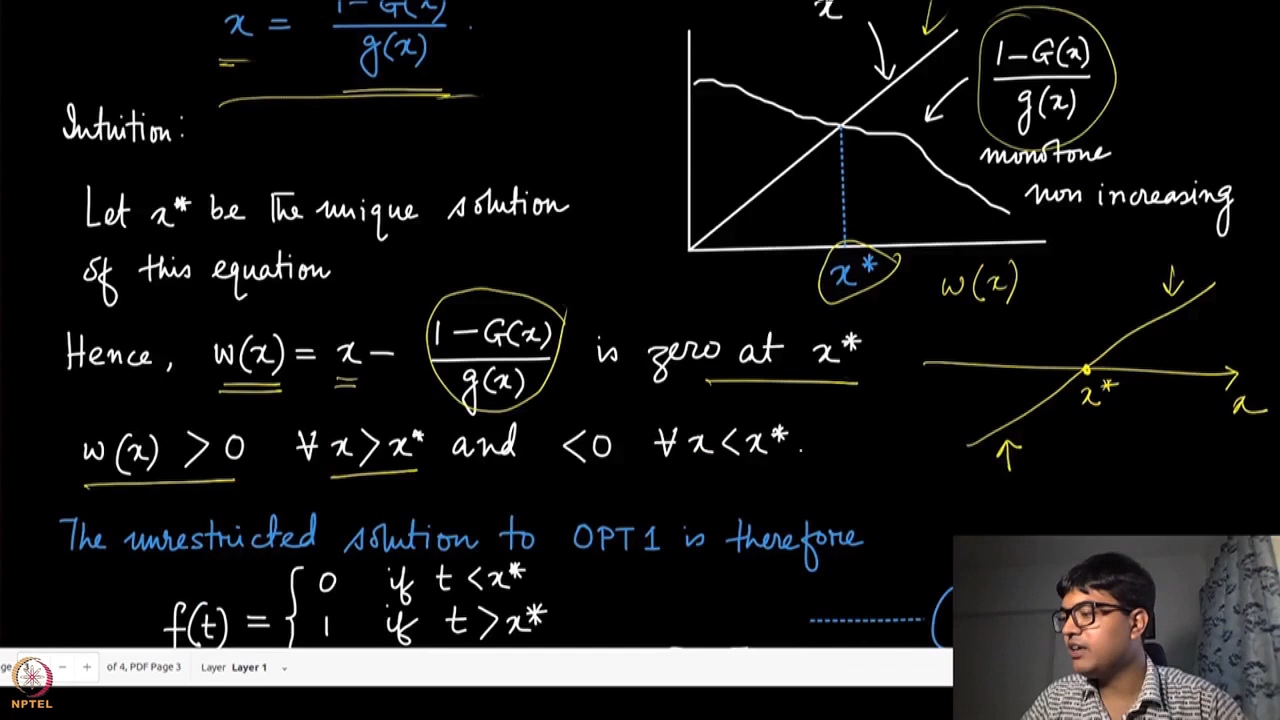 x = 1 - G(x) / g(x) .
Intuition:
Let x* be the unique solution
of this equation
Hence, w(x) = x - 1 - G(x) / g(x) is zero at x*
w(x) > 0 ∀ x > x* and < 0 ∀ x < x*.
The unrestricted solution to OPT1 is therefore
f(t) = { 0 if t < x*
1 if t > x*
x
1 - G(x) / g(x)
monotone
non increasing
x*
w(x)
x*
x
3 of 4, PDF Page 3 Layer Layer 1
NPTEL